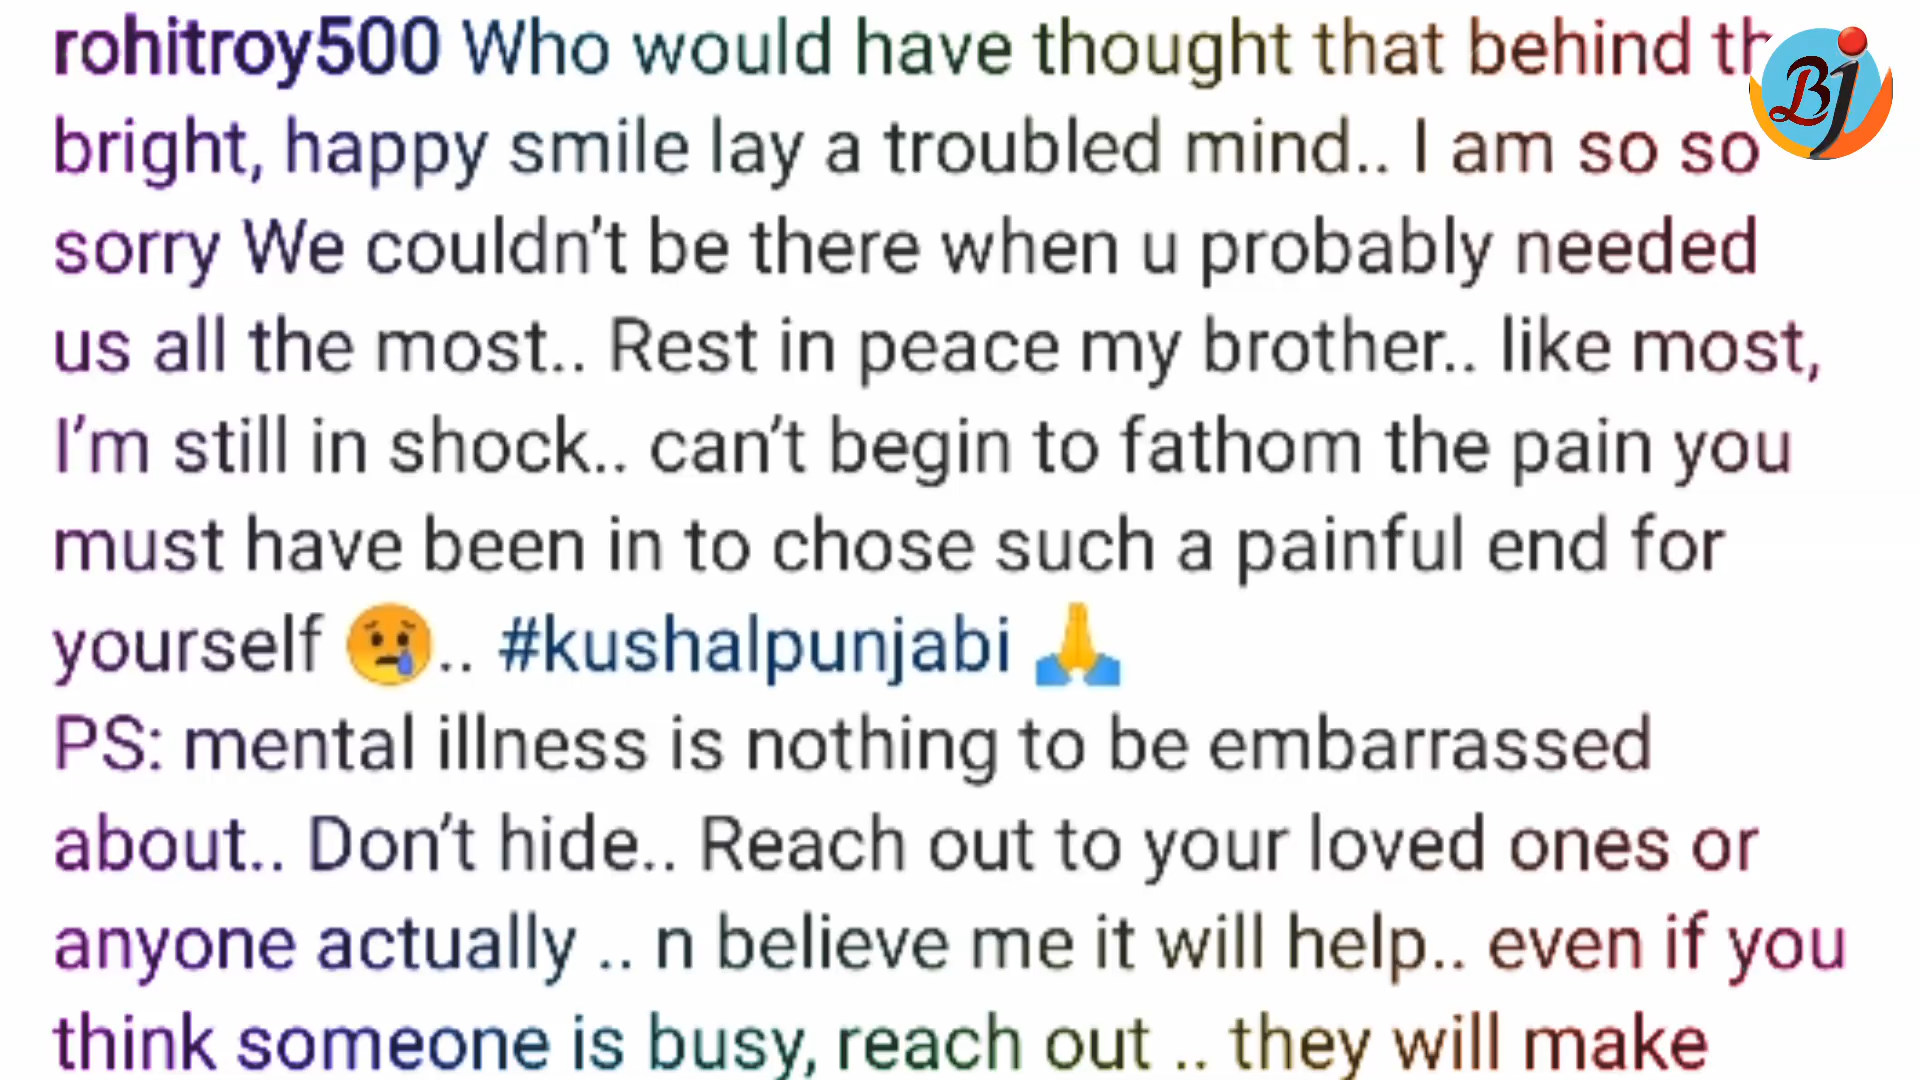 rohitroy500 Who would have thought that behind
bright, happy smile lay a troubled mind.. I am so so
sorry We couldn't be there when u probably needed
us all the most.. Rest in peace my brother.. like most,
I'm still in shock.. can't begin to fathom the pain you
must have been in to chose such a painful end for
yourself 😢.. #kushalpunjabi 🙏
PS: mental illness is nothing to be embarrassed
about.. Don't hide.. Reach out to your loved ones or
anyone actually .. n believe me it will help.. even if you
think someone is busy, reach out .. they will make
BJ